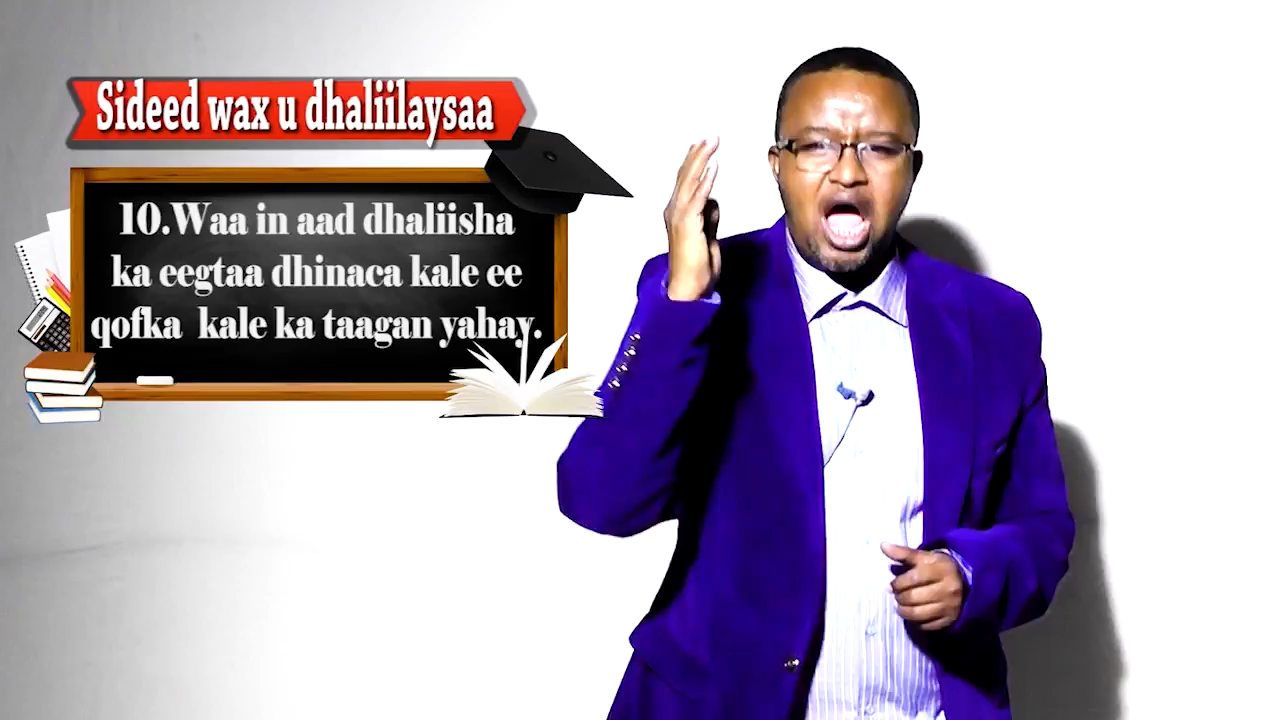 Sideed wax u dhaliilaysaa
10.Waa in aad dhaliisha
ka eegtaa dhinaca kale ee
qofka kale ka taagan yahay.